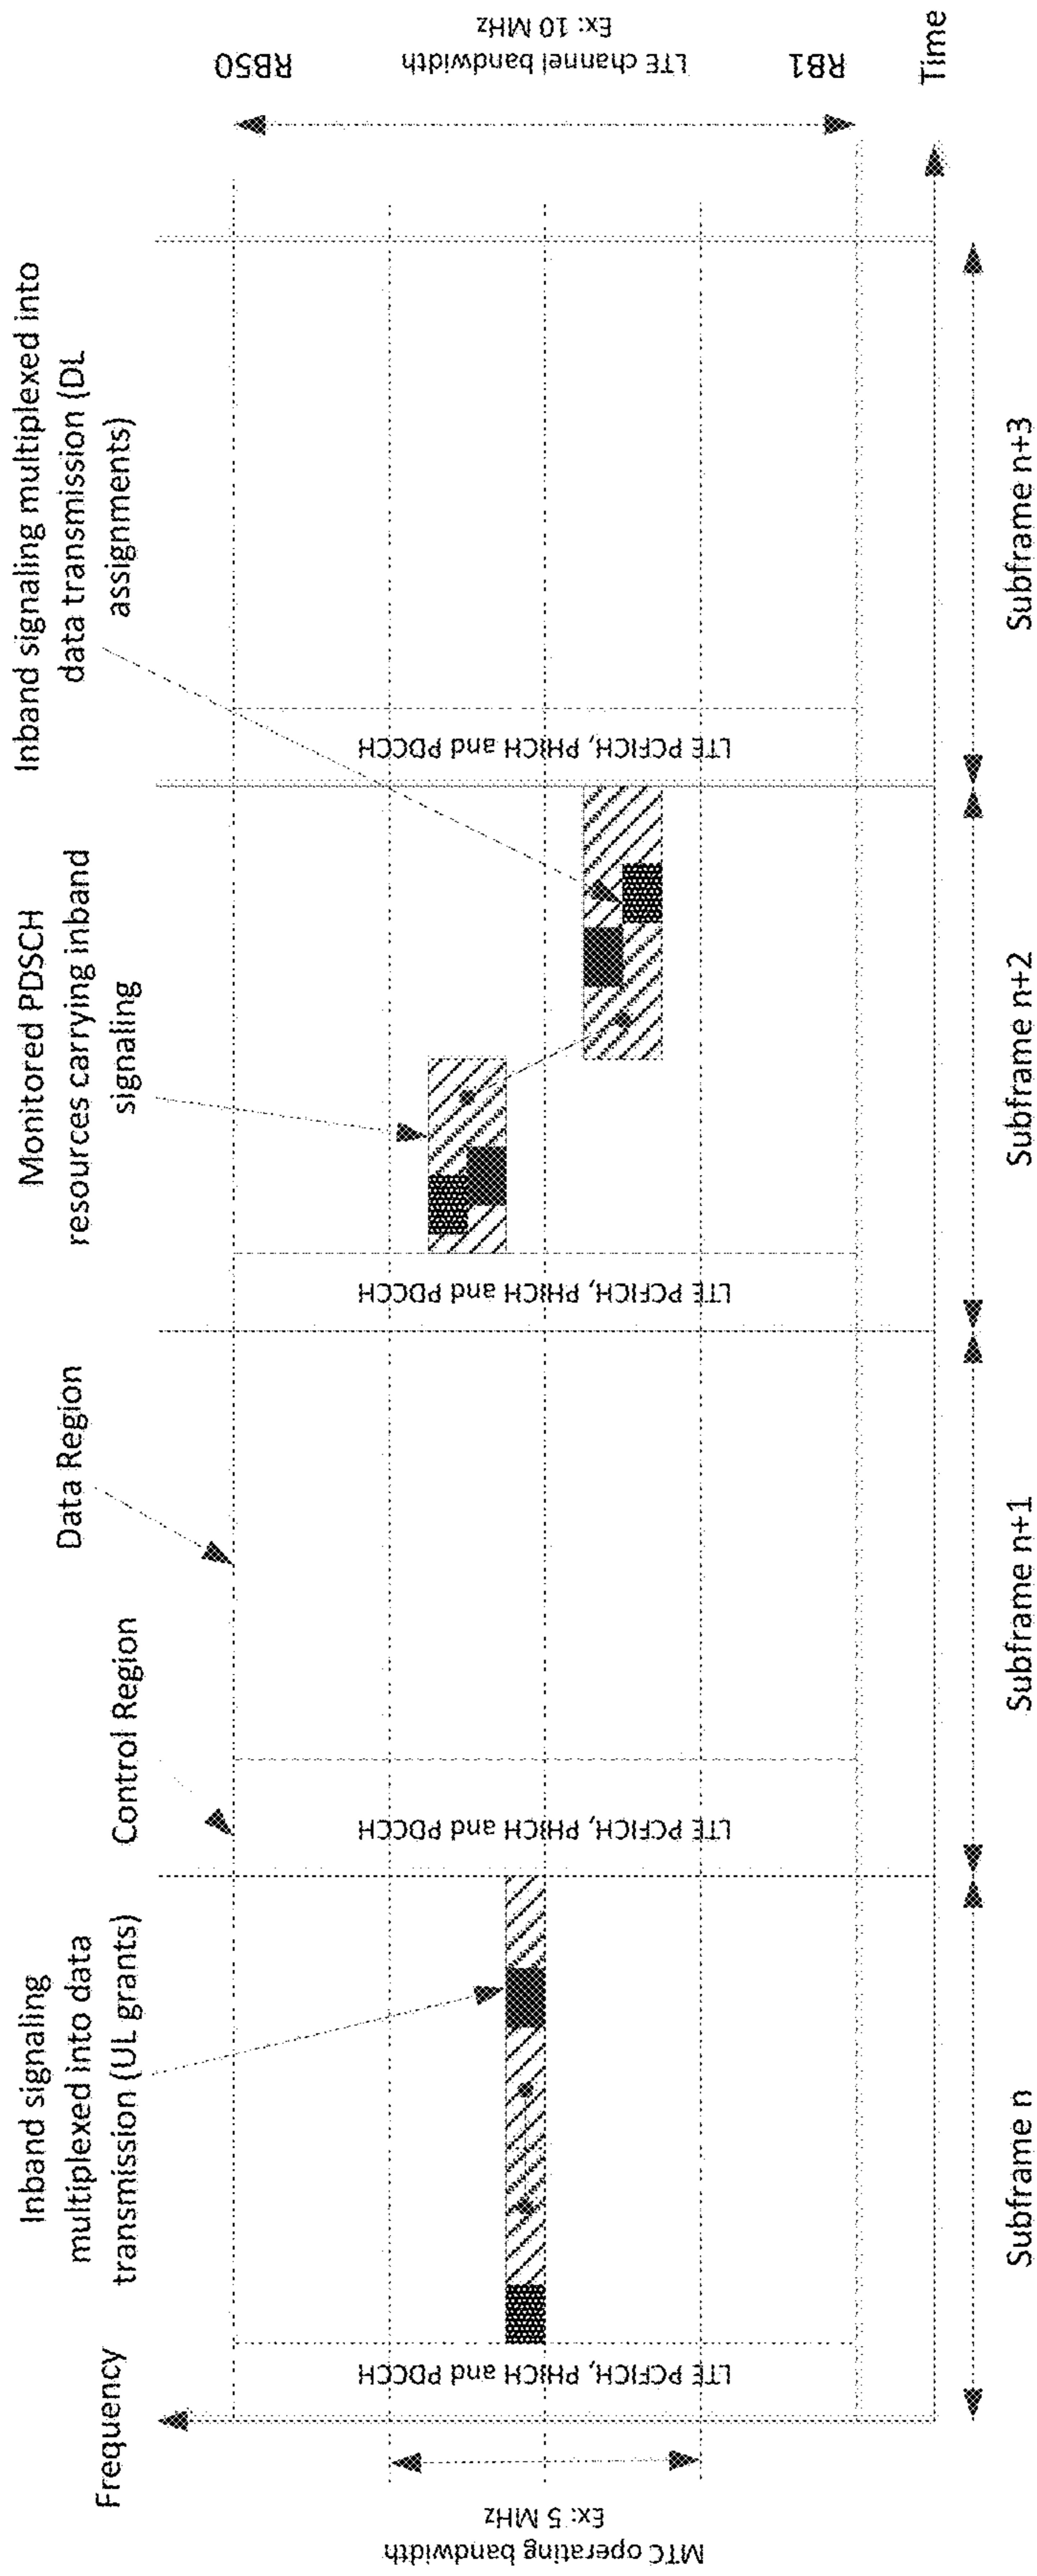 Inband signaling
multiplexed into data
transmission (UL grants)
Control Region
Data Region
Monitored PDSCH
resources carrying inband
signaling
Inband signaling multiplexed into
data transmission (DL
assignments)
Frequency
MTC operating bandwidth
Ex: 5 MHz
LTE PCFICH, PHICH and PDCCH
LTE PCFICH, PHICH and PDCCH
LTE PCFICH, PHICH and PDCCH
LTE PCFICH, PHICH and PDCCH
RB50
LTE channel bandwidth
Ex: 10 MHz
RB1
Time
Subframe n
Subframe n+1
Subframe n+2
Subframe n+3